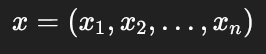 x = (x₁, x₂, . . . , xₙ)